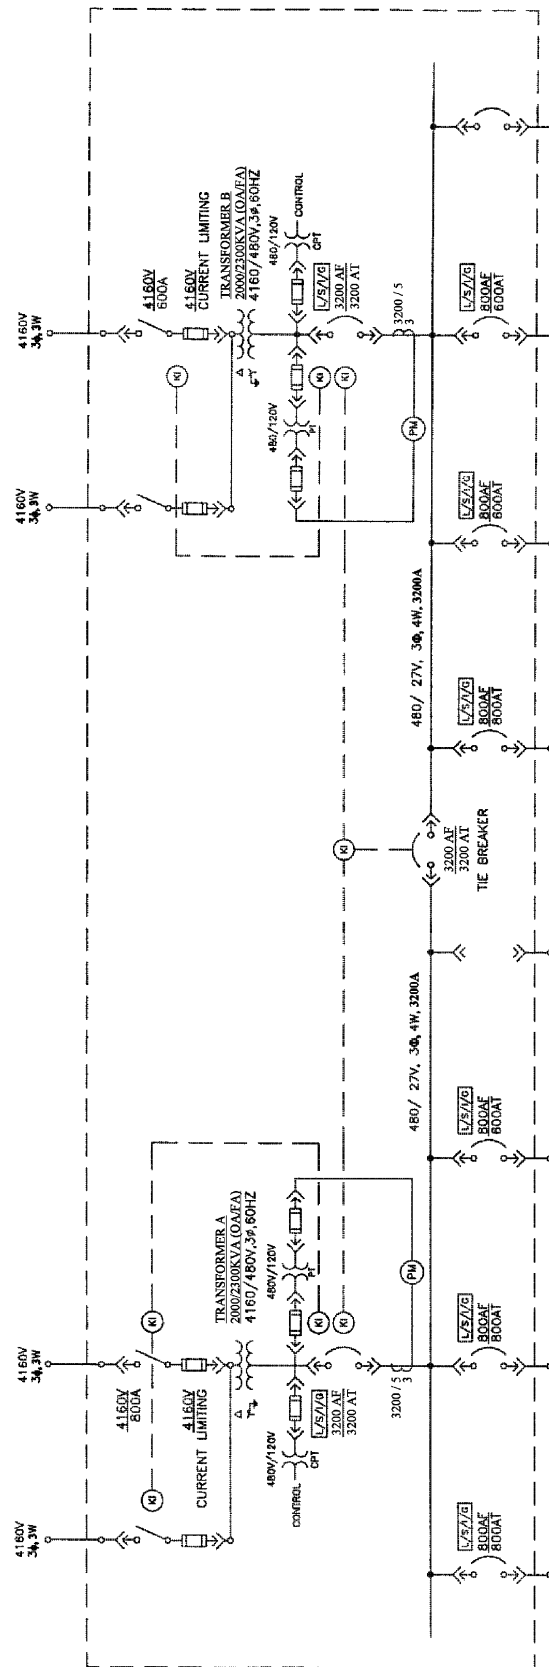 4160V
3ϕ,3W
4160V
3ϕ,3W
4160V
800A
4160V
CURRENT LIMITING
KI
KI
TRANSFORMER A
2000/2300KVA (OA/FA)
4160/480V,3ϕ,60HZ
Δ
480V/120V
CPT
CONTROL
480V/120V
PT
L/S/I/G
3200 AF
3200 AT
KI
KI
3200 / 5
3
PM
480/ 27V, 3Φ, 4W, 3200A
L/S/I/G
800AF
800AT
L/S/I/G
800AF
800AT
L/S/I/G
800AF
600AT
KI
3200 AF
3200 AT
TIE BREAKER
4160V
3ϕ,3W
4160V
3ϕ,3W
4160V
600A
4160V
CURRENT LIMITING
KI
TRANSFORMER B
2000/2300KVA (OA/FA)
4160/480V,3ϕ,60HZ
Δ
480/120V
PT
480/120V
CPT
CONTROL
L/S/I/G
3200 AF
3200 AT
KI
KI
3200 / 5
3
PM
480/ 27V, 3Φ, 4W, 3200A
L/S/I/G
800AF
800AT
L/S/I/G
800AF
600AT
L/S/I/G
800AF
600AT